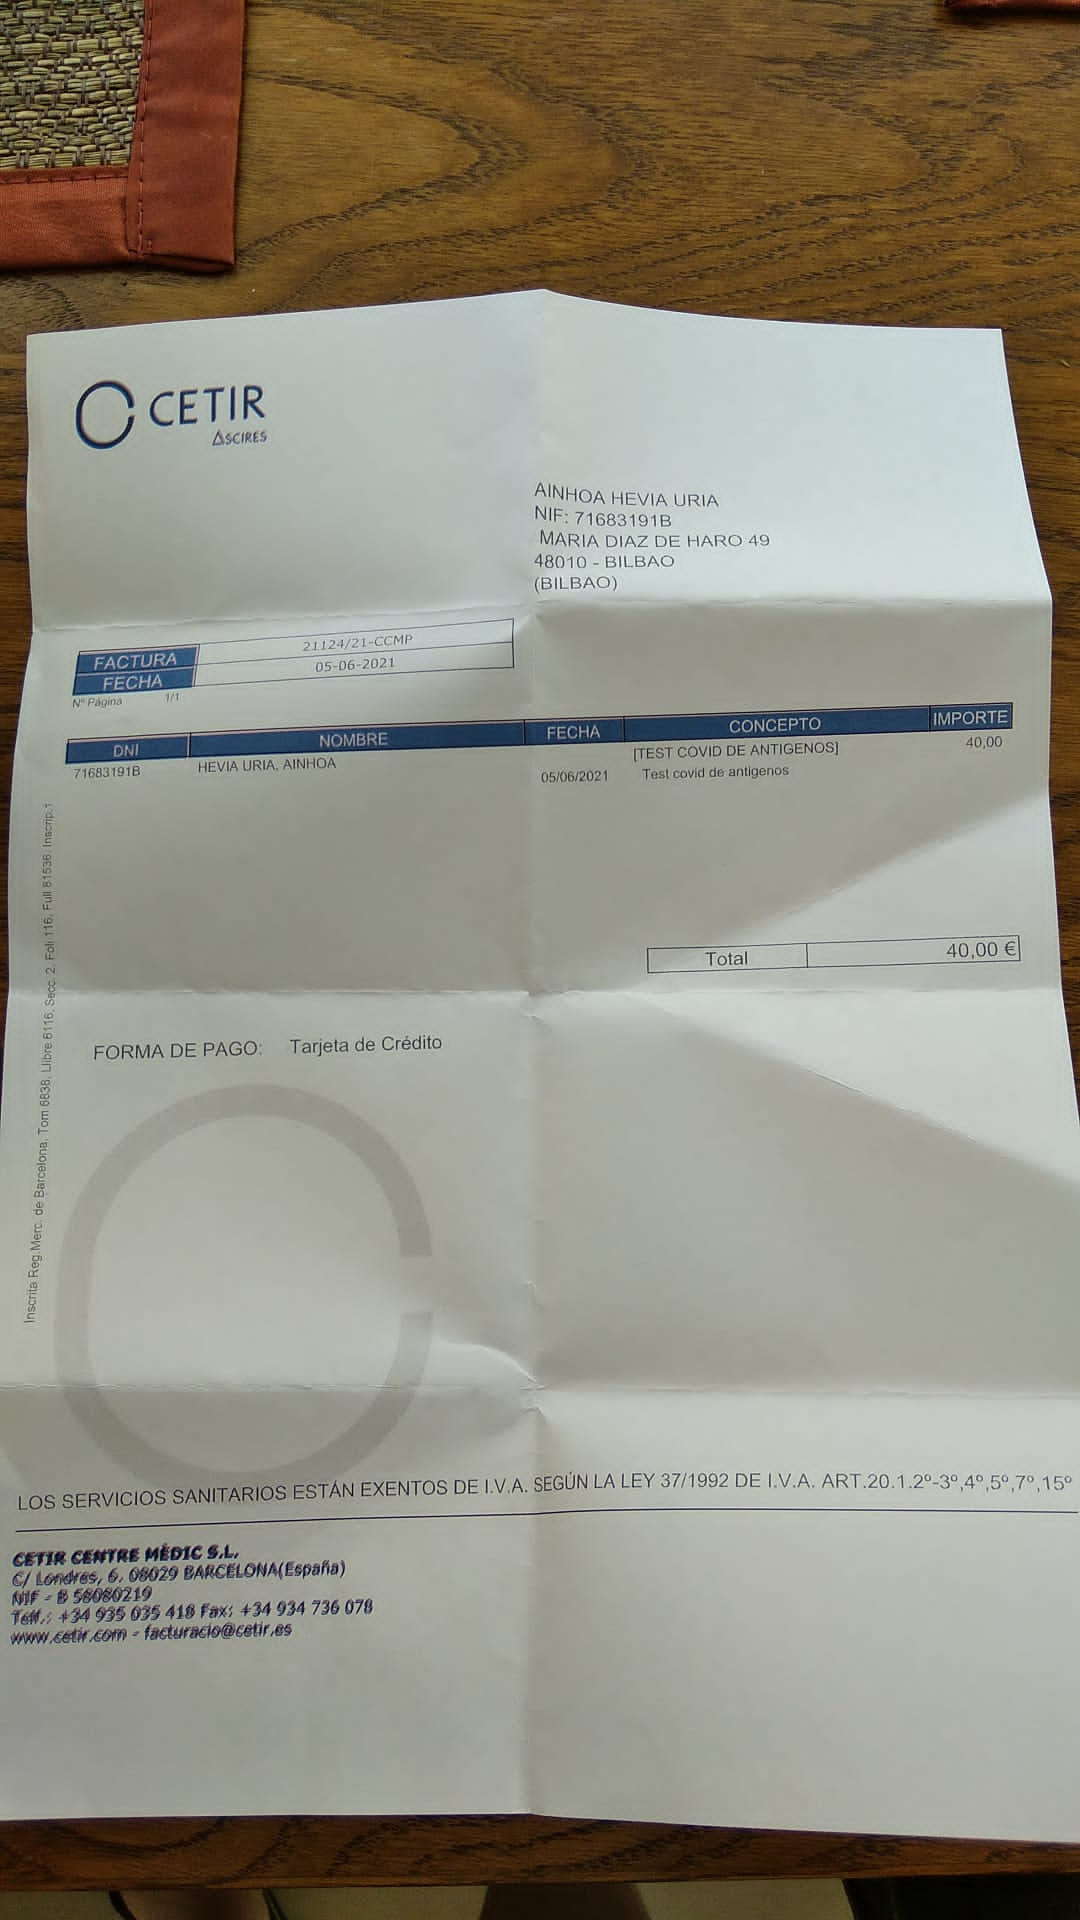 CETIR
ASCIRES
AINHOA HEVIA URIA
NIF: 71683191B
MARIA DIAZ DE HARO 49
48010 - BILBAO
(BILBAO)
FACTURA 21124/21-CCMP
FECHA 05-06-2021
Nº Página 1/1
DNI NOMBRE FECHA CONCEPTO IMPORTE
71683191B HEVIA URIA, AINHOA [TEST COVID DE ANTIGENOS] 40,00
05/06/2021 Test covid de antigenos
Total 40,00 €
FORMA DE PAGO: Tarjeta de Crédito
Inscrita Reg.Merc. de Barcelona, Tom 6838, Llibre 6116, Secc. 2, Foli 116, Full 81536, Inscrip.1
LOS SERVICIOS SANITARIOS ESTÁN EXENTOS DE I.V.A. SEGÚN LA LEY 37/1992 DE I.V.A. ART.20.1.2º-3º,4º,5º,7º,15º
CETIR CENTRE MÈDIC S.L.
C/ Londres, 6. 08029 BARCELONA(España)
NIF - B 58080219
Telf.: +34 935 035 418 Fax: +34 934 736 078
www.cetir.com - facturacio@cetir.es